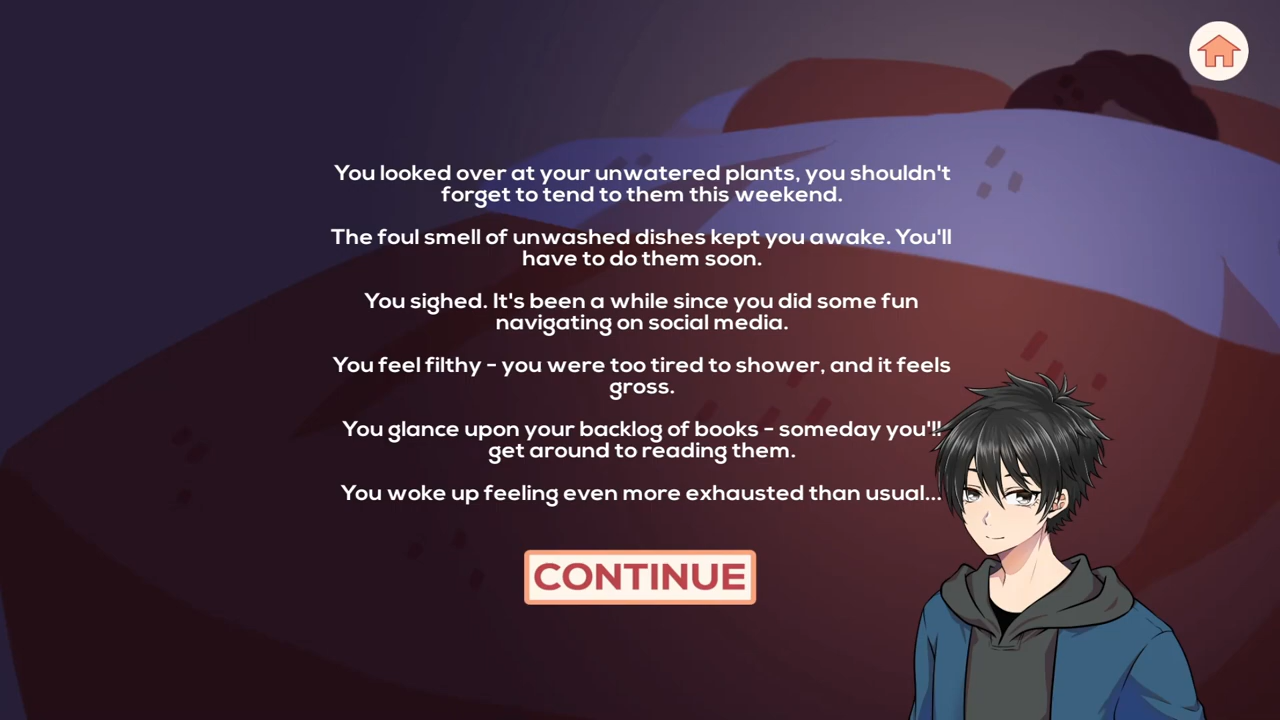 You looked over at your unwatered plants, you shouldn't
forget to tend to them this weekend.
The foul smell of unwashed dishes kept you awake. You'll
have to do them soon.
You sighed. It's been a while since you did some fun
navigating on social media.
You feel filthy - you were too tired to shower, and it feels
gross.
You glance upon your backlog of books - someday you'll
get around to reading them.
You woke up feeling even more exhausted than usual...
CONTINUE